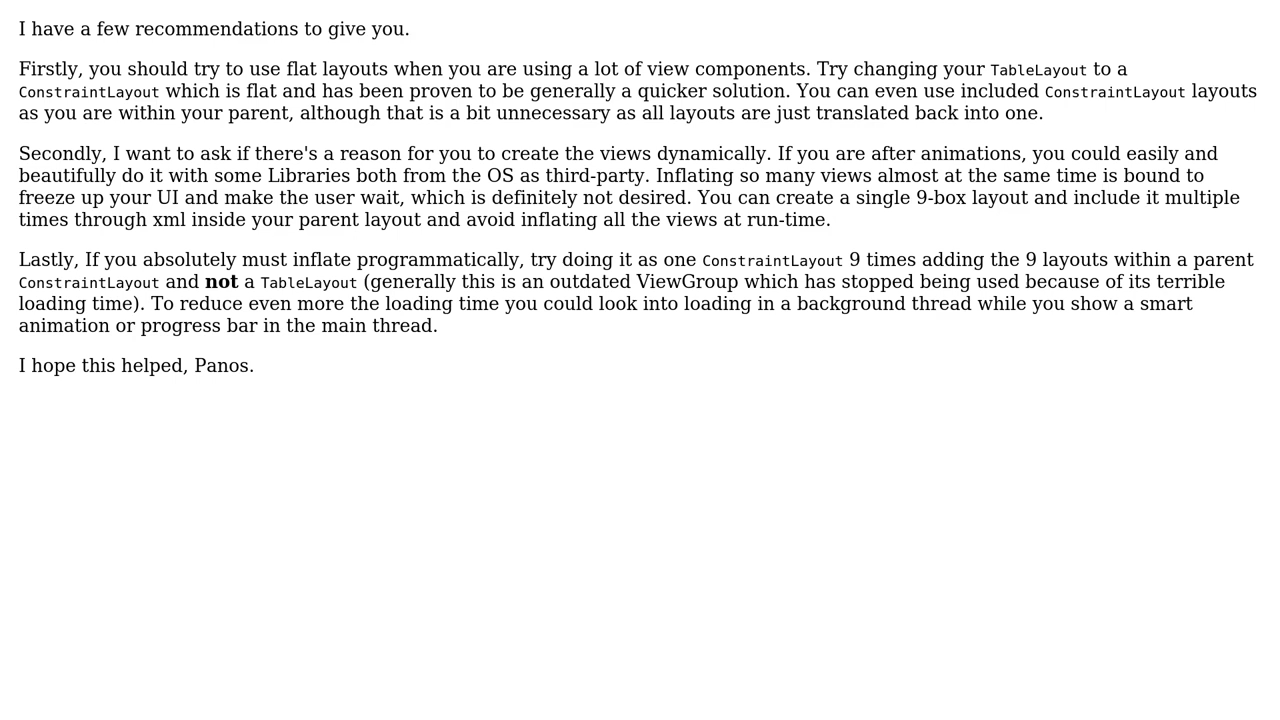 I have a few recommendations to give you.
Firstly, you should try to use flat layouts when you are using a lot of view components. Try changing your TableLayout to a
ConstraintLayout which is flat and has been proven to be generally a quicker solution. You can even use included ConstraintLayout layouts
as you are within your parent, although that is a bit unnecessary as all layouts are just translated back into one.
Secondly, I want to ask if there's a reason for you to create the views dynamically. If you are after animations, you could easily and
beautifully do it with some Libraries both from the OS as third-party. Inflating so many views almost at the same time is bound to
freeze up your UI and make the user wait, which is definitely not desired. You can create a single 9-box layout and include it multiple
times through xml inside your parent layout and avoid inflating all the views at run-time.
Lastly, If you absolutely must inflate programmatically, try doing it as one ConstraintLayout 9 times adding the 9 layouts within a parent
ConstraintLayout and not a TableLayout (generally this is an outdated ViewGroup which has stopped being used because of its terrible
loading time). To reduce even more the loading time you could look into loading in a background thread while you show a smart
animation or progress bar in the main thread.
I hope this helped, Panos.